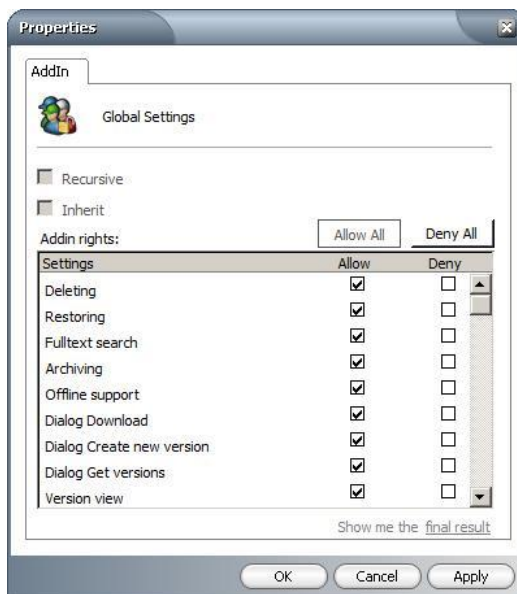 Properties
AddIn
Global Settings
Recursive
Inherit
Addin rights:
Allow All
Deny All
Settings Allow Deny
Deleting
Restoring
Fulltext search
Archiving
Offline support
Dialog Download
Dialog Create new version
Dialog Get versions
Version view
Show me the final result
OK Cancel Apply